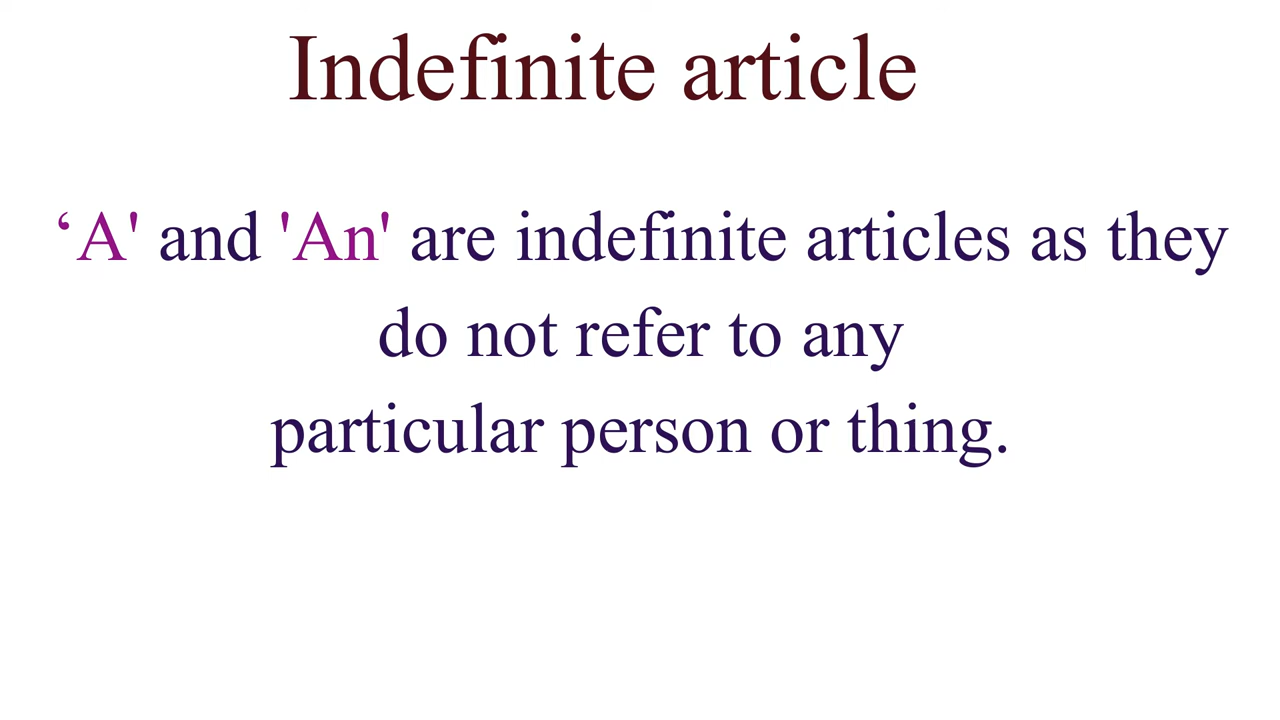 Indefinite article
‘A' and 'An' are indefinite articles as they
do not refer to any
particular person or thing.